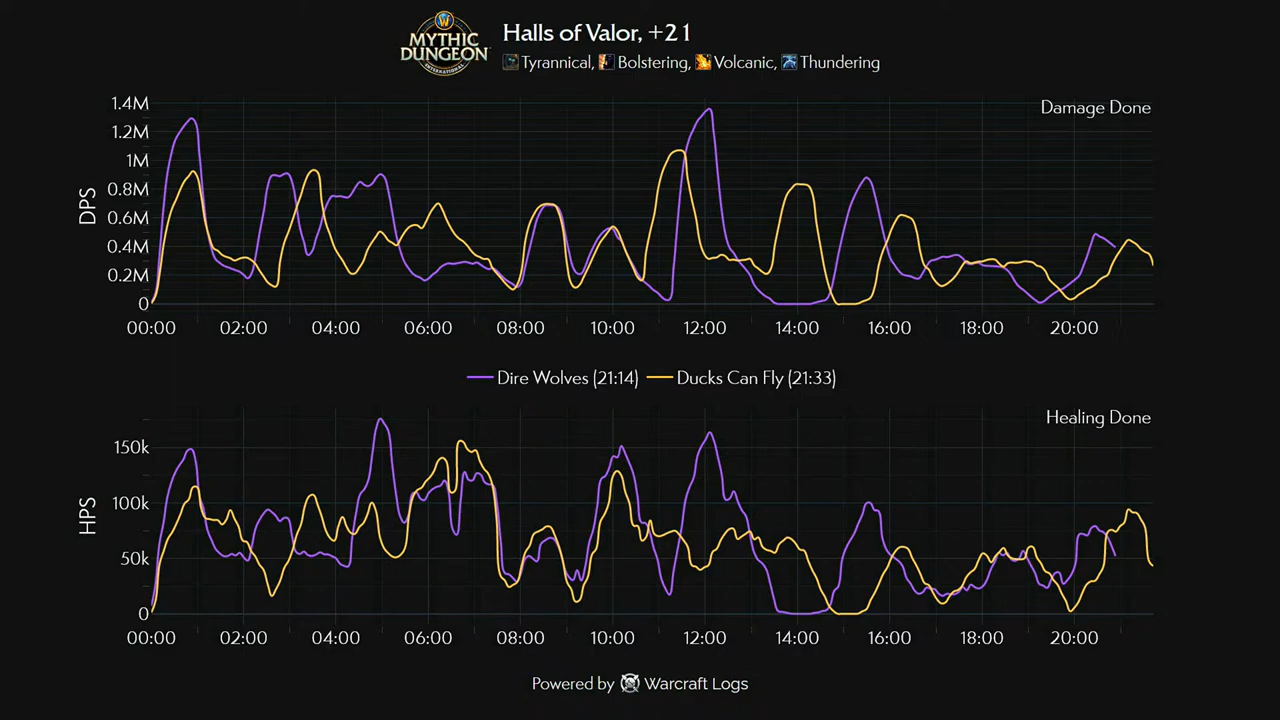 MYTHIC
DUNGEON
INTERNATIONAL
Halls of Valor, +21
Tyrannical, Bolstering, Volcanic, Thundering
Damage Done
DPS
1.4M
1.2M
1M
0.8M
0.6M
0.4M
0.2M
0
00:00 02:00 04:00 06:00 08:00 10:00 12:00 14:00 16:00 18:00 20:00
Dire Wolves (21:14) Ducks Can Fly (21:33)
Healing Done
HPS
150k
100k
50k
0
00:00 02:00 04:00 06:00 08:00 10:00 12:00 14:00 16:00 18:00 20:00
Powered by Warcraft Logs